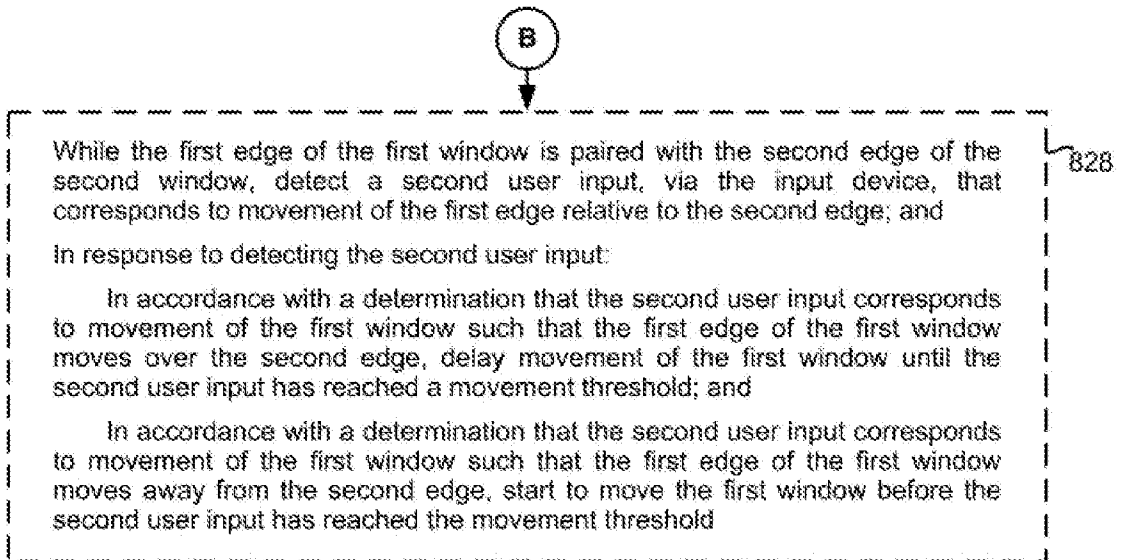 B
While the first edge of the first window is paired with the second edge of the
828
second window, detect a second user input, via the input device, that
corresponds to movement of the first edge relative to the second edge; and
In response to detecting the second user input:
In accordance with a determination that the second user input corresponds
to movement of the first window such that the first edge of the first window
moves over the second edge, delay movement of the first window until the
second user input has reached a movement threshold; and
In accordance with a determination that the second user input corresponds
to movement of the first window such that the first edge of the first window
moves away from the second edge, start to move the first window before the
second user input has reached the movement threshold